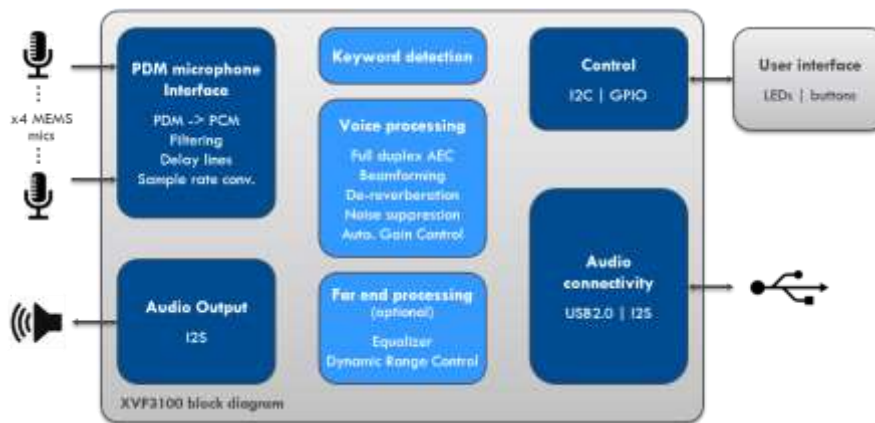 x4 MEMS
mics
PDM microphone
Interface
PDM -> PCM
Filtering
Delay lines
Sample rate conv.
Audio Output
I2S
Keyword detection
Voice processing
Full duplex AEC
Beamforming
De-reverberation
Noise suppression
Auto. Gain Control
Far end processing
(optional)
Equalizer
Dynamic Range Control
Control
I2C | GPIO
Audio
connectivity
USB2.0 | I2S
User interface
LEDs | buttons
XVF3100 block diagram